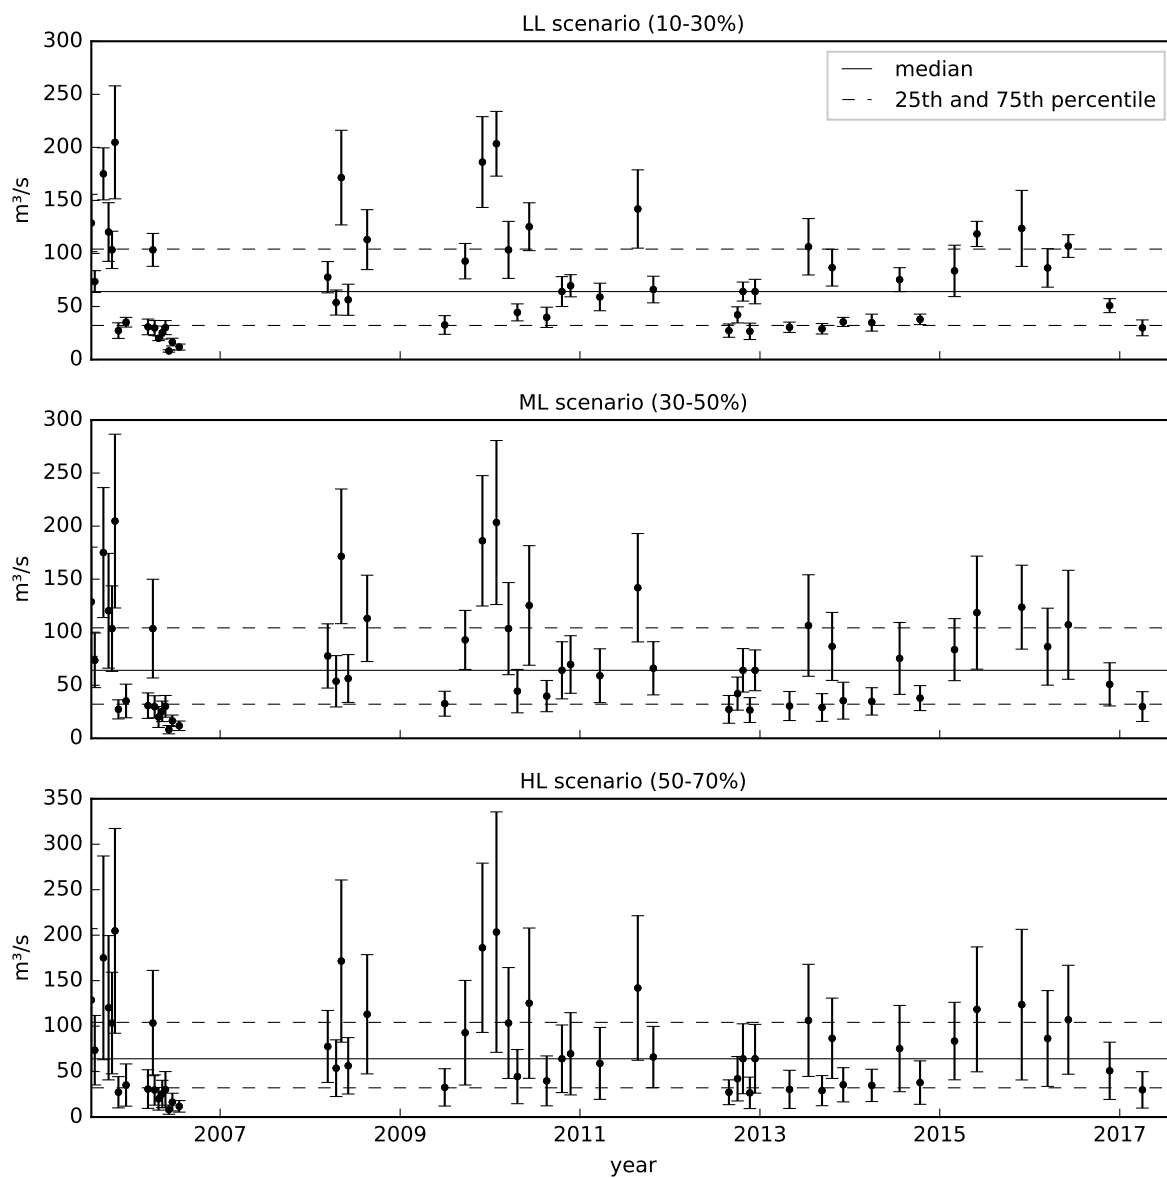 LL scenario (10-30%)
300
250
200
150
100
50
0
m³/s
median
25th and 75th percentile
ML scenario (30-50%)
300
250
200
150
100
50
0
m³/s
HL scenario (50-70%)
350
300
250
200
150
100
50
0
m³/s
2007 2009 2011 2013 2015 2017
year